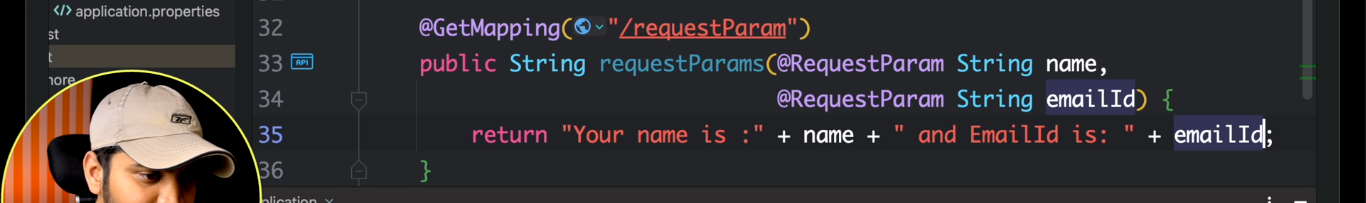 </> application.properties
st
t
32 @GetMapping("/requestParam")
33 API public String requestParams(@RequestParam String name,
34 @RequestParam String emailId) {
35 return "Your name is :" + name + " and EmailId is: " + emailId;
36 }
plication ×